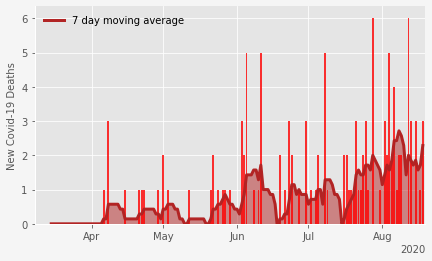 7 day moving average
New Covid-19 Deaths
6
5
4
3
2
1
0
Apr
May
Jun
Jul
Aug
2020